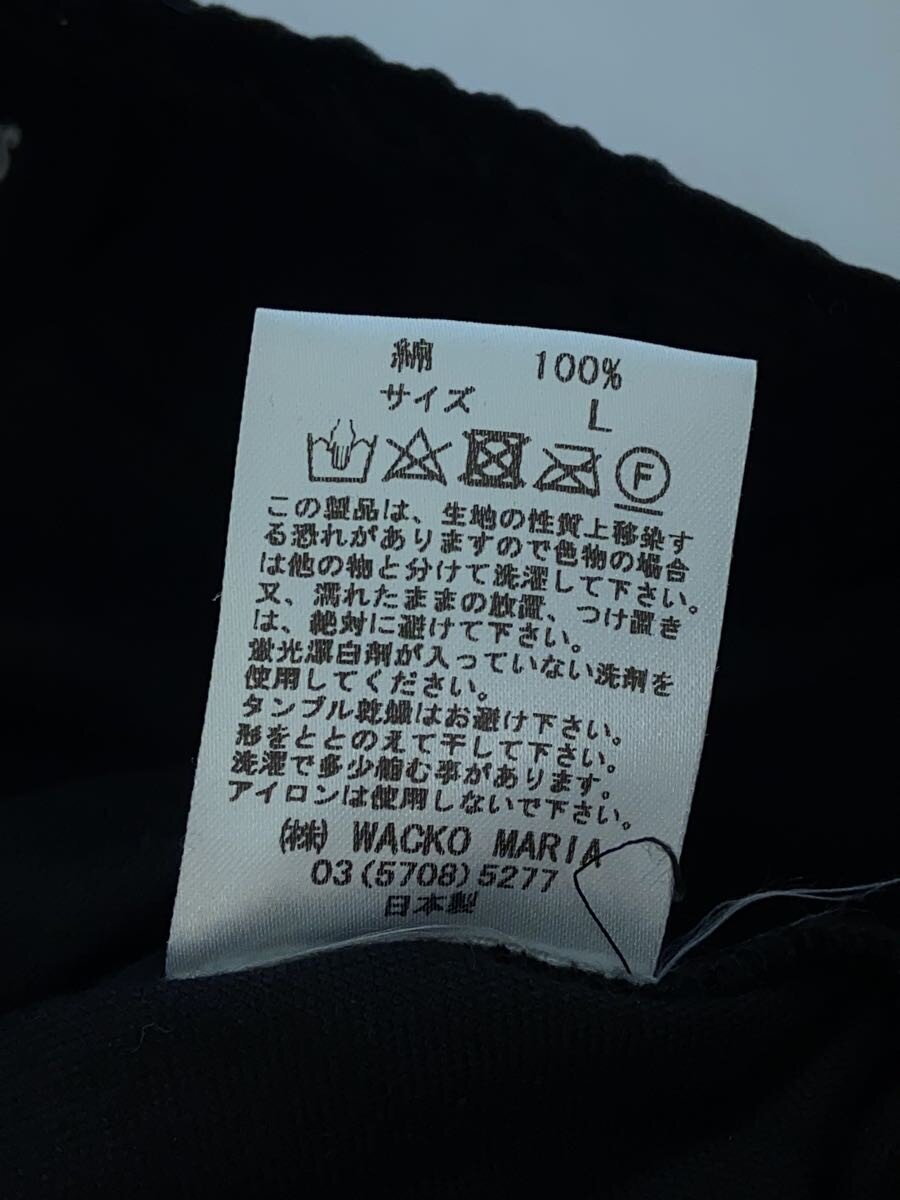 綿 100%
サイズ L
F
この製品は、生地の性質上移染す
る恐れがありますので色物の場合
は他の物と分けて洗濯して下さい。
又、濡れたままの放置、つけ置き
は、絶対に避けて下さい。
蛍光漂白剤が入っていない洗剤を
使用してください。
タンブル乾燥はお避け下さい。
形をととのえて干して下さい。
洗濯で多少縮む事があります。
アイロンは使用しないで下さい。
(株) WACKO MARIA
03(5708)5277
日本製